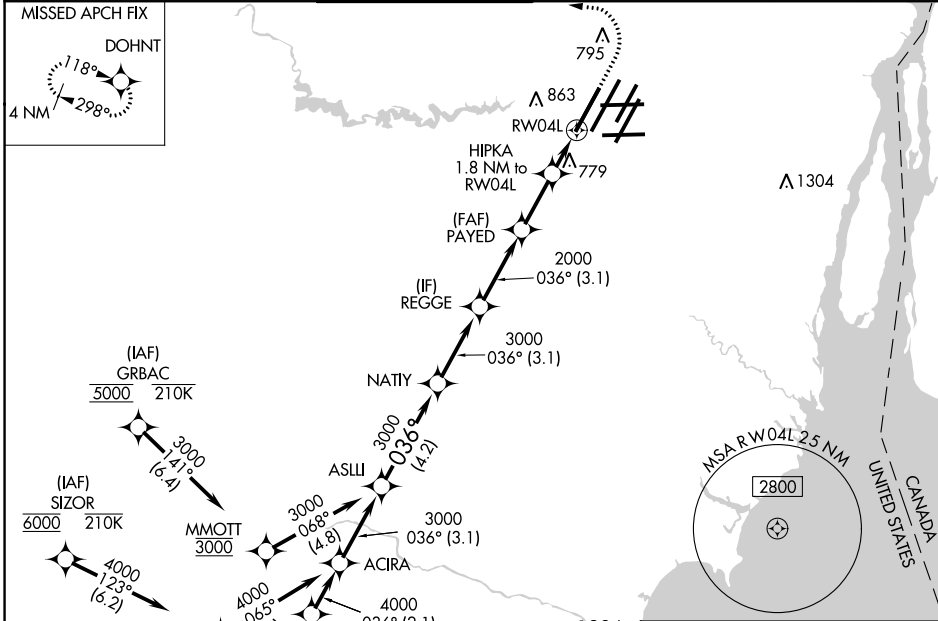 MISSED APCH FIX
DOHNT
118°
298°
4 NM
795
863
RW04L
HIPKA
1.8 NM to
RW04L
779
1304
(FAF)
PAYED
2000
036° (3.1)
(IF)
REGGE
3000
036° (3.1)
NATIY
(IAF)
GRBAC
5000 210K
3000
141°
(6.4)
3000
036°
(4.2)
ASLLI
(IAF)
SIZOR
6000 210K
4000
123°
(6.2)
MMOTT
3000
3000
068°
(4.8)
3000
036° (3.1)
ACIRA
4000
065°
4000
MSA RW04L 25 NM
2800
CANADA
UNITED STATES